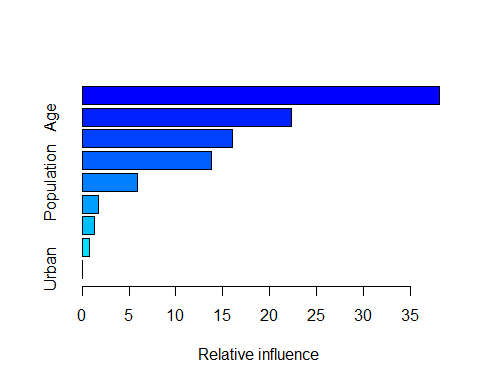 Age
Population
Urban
0 5 10 15 20 25 30 35
Relative influence